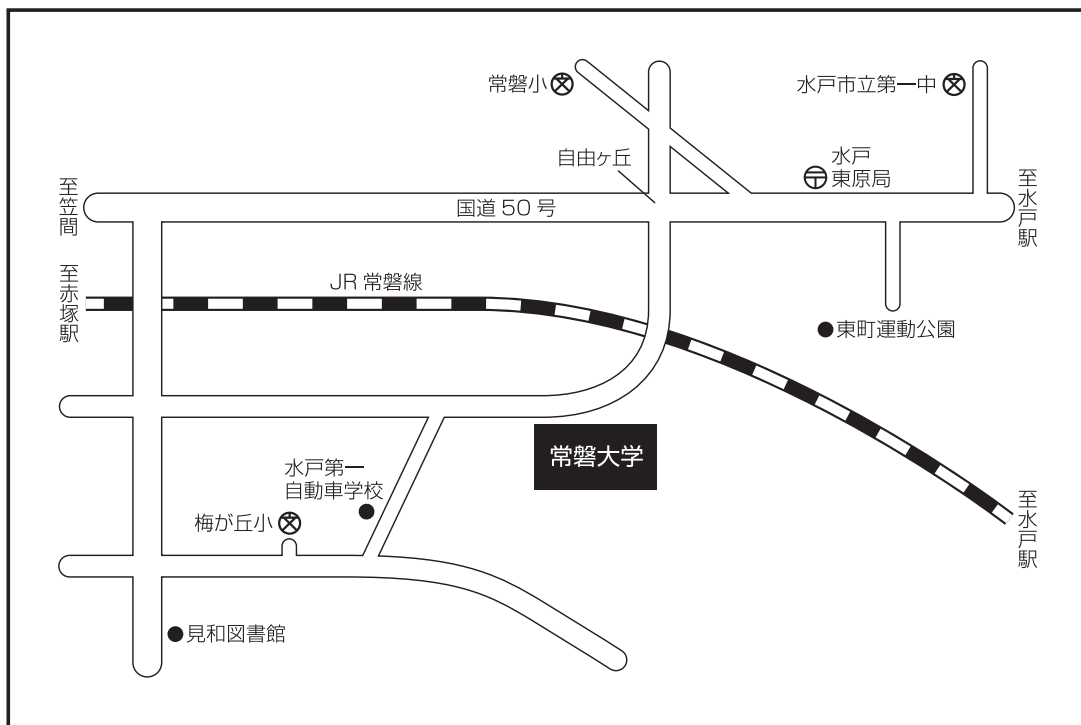 常磐小
水戸市立第一中
自由ヶ丘
水戸
東原局
至笠間
国道 50 号
至水戸駅
至赤塚駅
JR 常磐線
東町運動公園
常磐大学
水戸第一
自動車学校
梅が丘小
至水戸駅
見和図書館